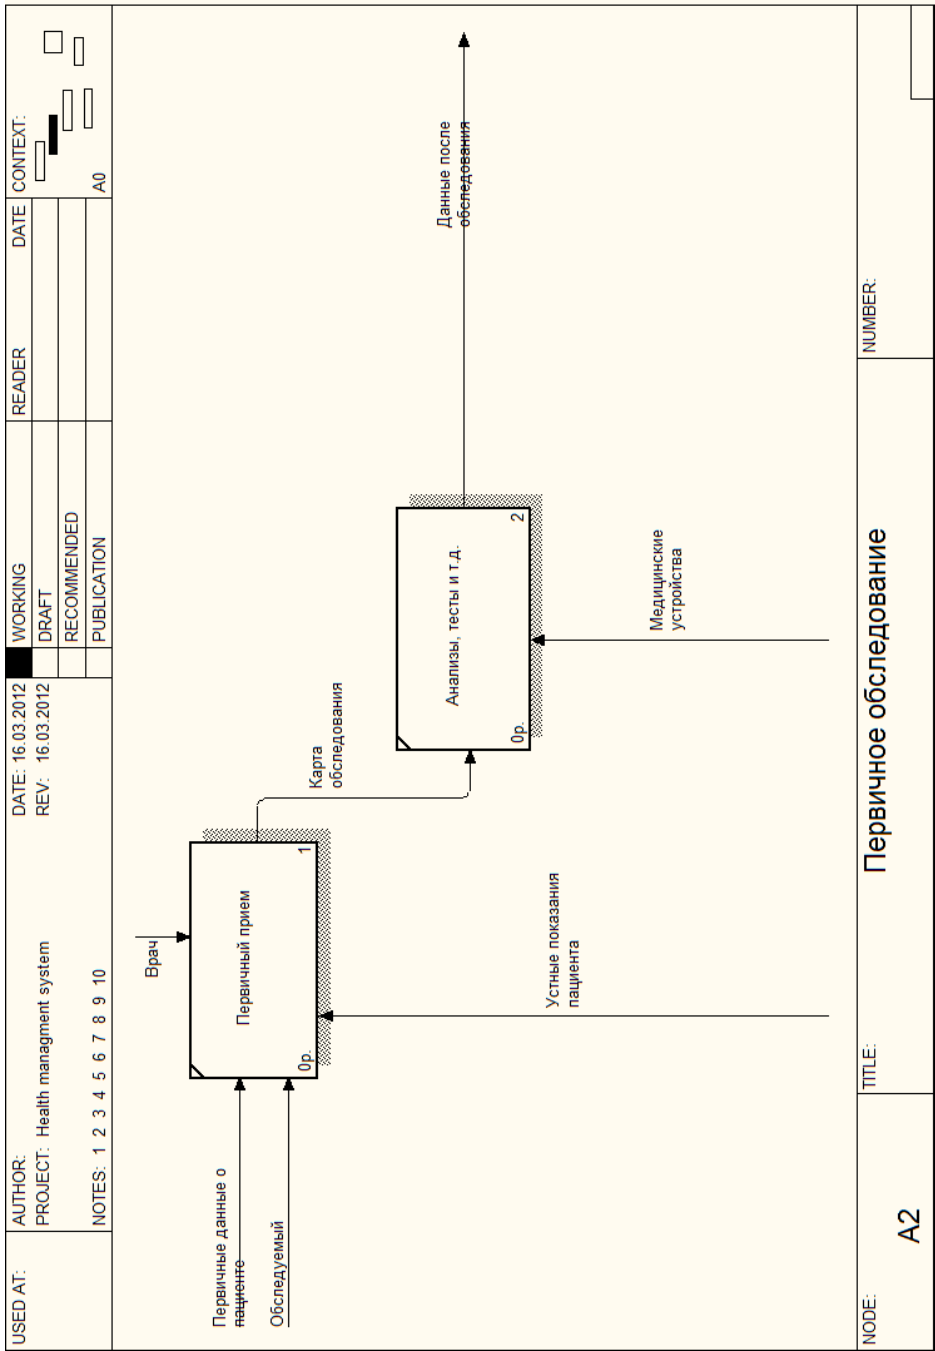 USED AT:
AUTHOR:
PROJECT: Health managment system
NOTES: 1 2 3 4 5 6 7 8 9 10
DATE: 16.03.2012
REV: 16.03.2012
WORKING
DRAFT
RECOMMENDED
PUBLICATION
READER
DATE
CONTEXT:
A0
Врач
Первичные данные о
пациенте
Обследуемый
Первичный прием
0р.
1
Карта
обследования
Устные показания
пациента
Анализы, тесты и т.д.
0р.
2
Медицинские
устройства
Данные после
обследования
NODE:
A2
TITLE:
Первичное обследование
NUMBER: